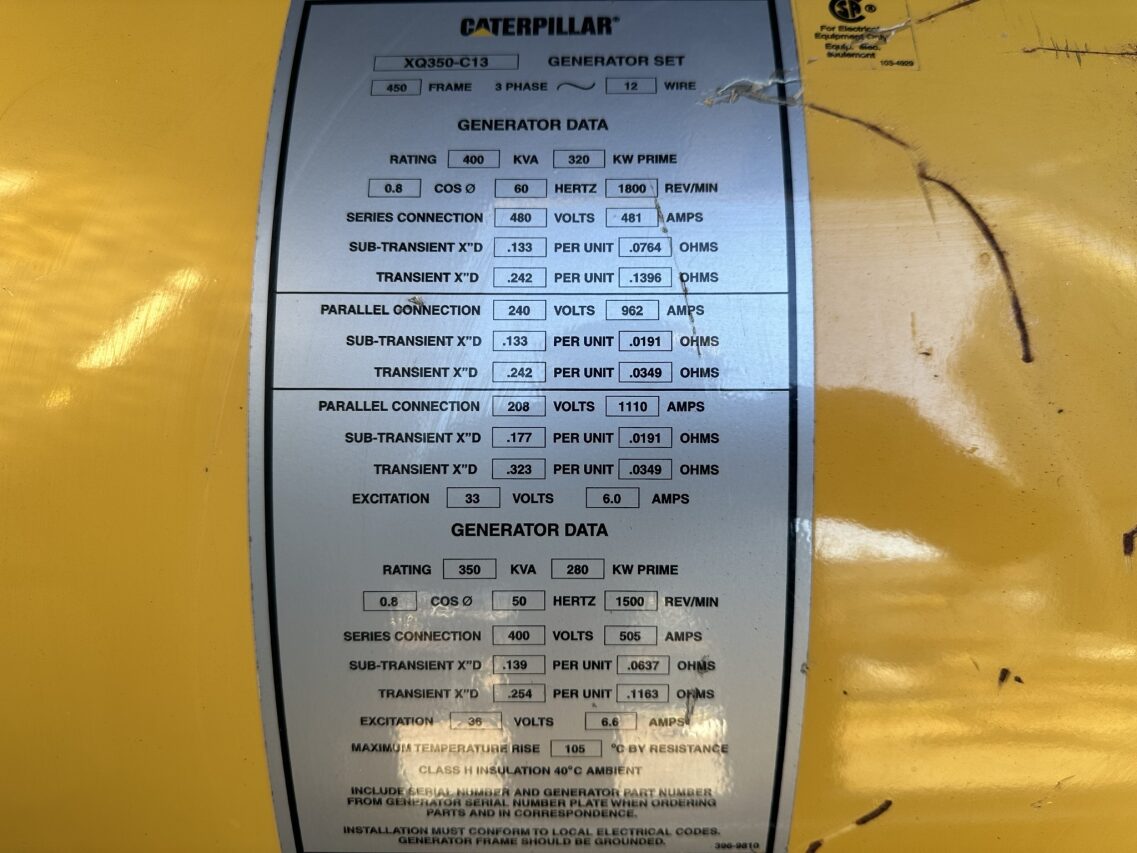 CATERPILLAR®
XQ350-C13 GENERATOR SET
450 FRAME 3 PHASE 12 WIRE
GENERATOR DATA
RATING 400 KVA 320 KW PRIME
0.8 COS Ø 60 HERTZ 1800 REV/MIN
SERIES CONNECTION 480 VOLTS 481 AMPS
SUB-TRANSIENT X"D .133 PER UNIT .0764 OHMS
TRANSIENT X"D .242 PER UNIT .1396 OHMS
PARALLEL CONNECTION 240 VOLTS 962 AMPS
SUB-TRANSIENT X"D .133 PER UNIT .0191 OHMS
TRANSIENT X"D .242 PER UNIT .0349 OHMS
PARALLEL CONNECTION 208 VOLTS 1110 AMPS
SUB-TRANSIENT X"D .177 PER UNIT .0191 OHMS
TRANSIENT X"D .323 PER UNIT .0349 OHMS
EXCITATION 33 VOLTS 6.0 AMPS
GENERATOR DATA
RATING 350 KVA 280 KW PRIME
0.8 COS Ø 50 HERTZ 1500 REV/MIN
SERIES CONNECTION 400 VOLTS 505 AMPS
SUB-TRANSIENT X"D .139 PER UNIT .0637 OHMS
TRANSIENT X"D .254 PER UNIT .1163 OHMS
EXCITATION 36 VOLTS 6.6 AMPS
MAXIMUM TEMPERATURE RISE 105 °C BY RESISTANCE
CLASS H INSULATION 40°C AMBIENT
INCLUDE SERIAL NUMBER AND GENERATOR PART NUMBER
FROM GENERATOR SERIAL NUMBER PLATE WHEN ORDERING
PARTS AND IN CORRESPONDENCE.
INSTALLATION MUST CONFORM TO LOCAL ELECTRICAL CODES.
GENERATOR FRAME SHOULD BE GROUNDED.
396-9810
®
For Electrical
Equipment Only
Equip. élec.
seulement
103-4929